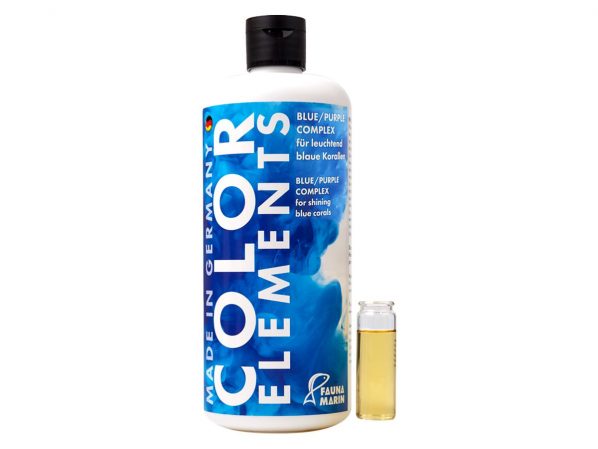 MADE IN GERMANY
COLOR
ELEMENTS
BLUE/PURPLE
COMPLEX
für leuchtend
blaue Korallen
BLUE/PURPLE
COMPLEX
for shining
blue corals
FAUNA
MARIN